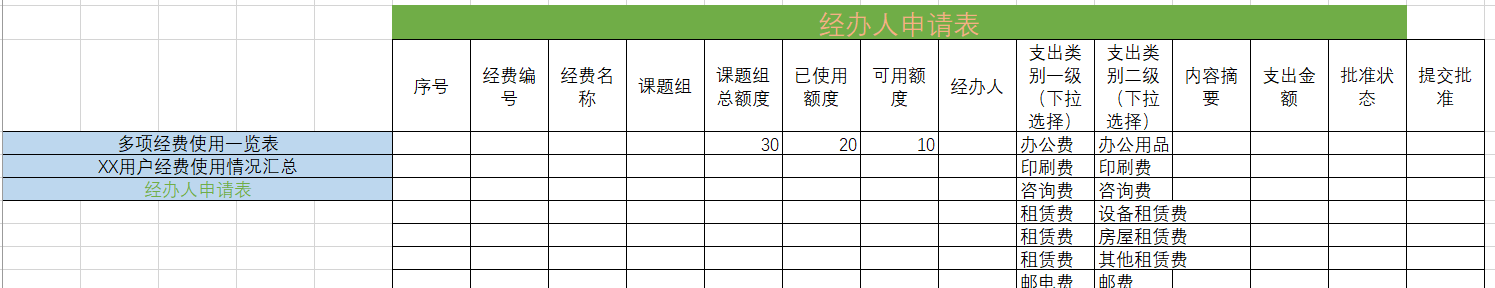 经办人申请表
序号 经费编号 经费名称 课题组 课题组总额度 已使用额度 可用额度 经办人 支出类别一级（下拉选择） 支出类别二级（下拉选择） 内容摘要 支出金额 批准状态 提交批准
多项经费使用一览表 30 20 10 办公费 办公用品
XX用户经费使用情况汇总 印刷费 印刷费
经办人申请表 咨询费 咨询费
租赁费 设备租赁费
租赁费 房屋租赁费
租赁费 其他租赁费
邮电费 邮费